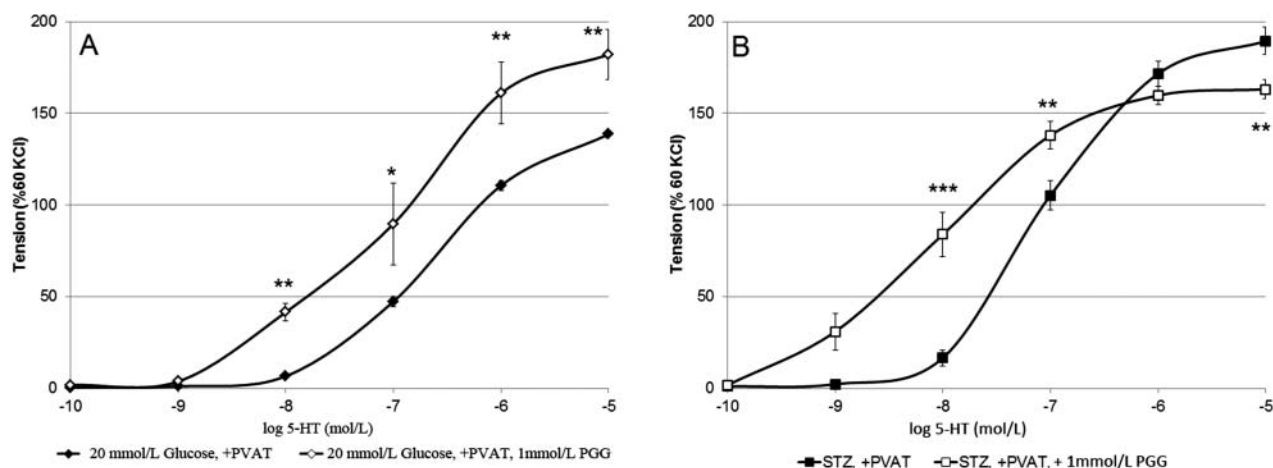 A
Tension (%60 KCl)
200
150
100
50
0
**
*
**
**
-10 -9 -8 -7 -6 -5
log 5-HT (mol/L)
20 mmol/L Glucose, +PVAT 20 mmol/L Glucose, +PVAT, 1mmol/L PGG
B
Tension (% 60 KCl)
200
150
100
50
0
***
**
**
-10 -9 -8 -7 -6 -5
log 5-HT (mol/L)
STZ, +PVAT STZ, +PVAT, + 1mmol/L PGG